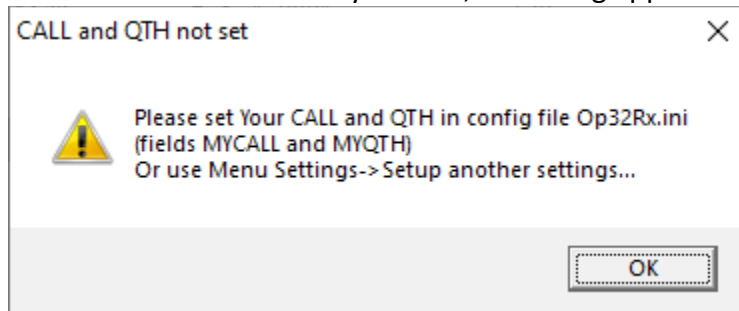 CALL and QTH not set
Please set Your CALL and QTH in config file Op32Rx.ini
(fields MYCALL and MYQTH)
Or use Menu Settings->Setup another settings...
OK